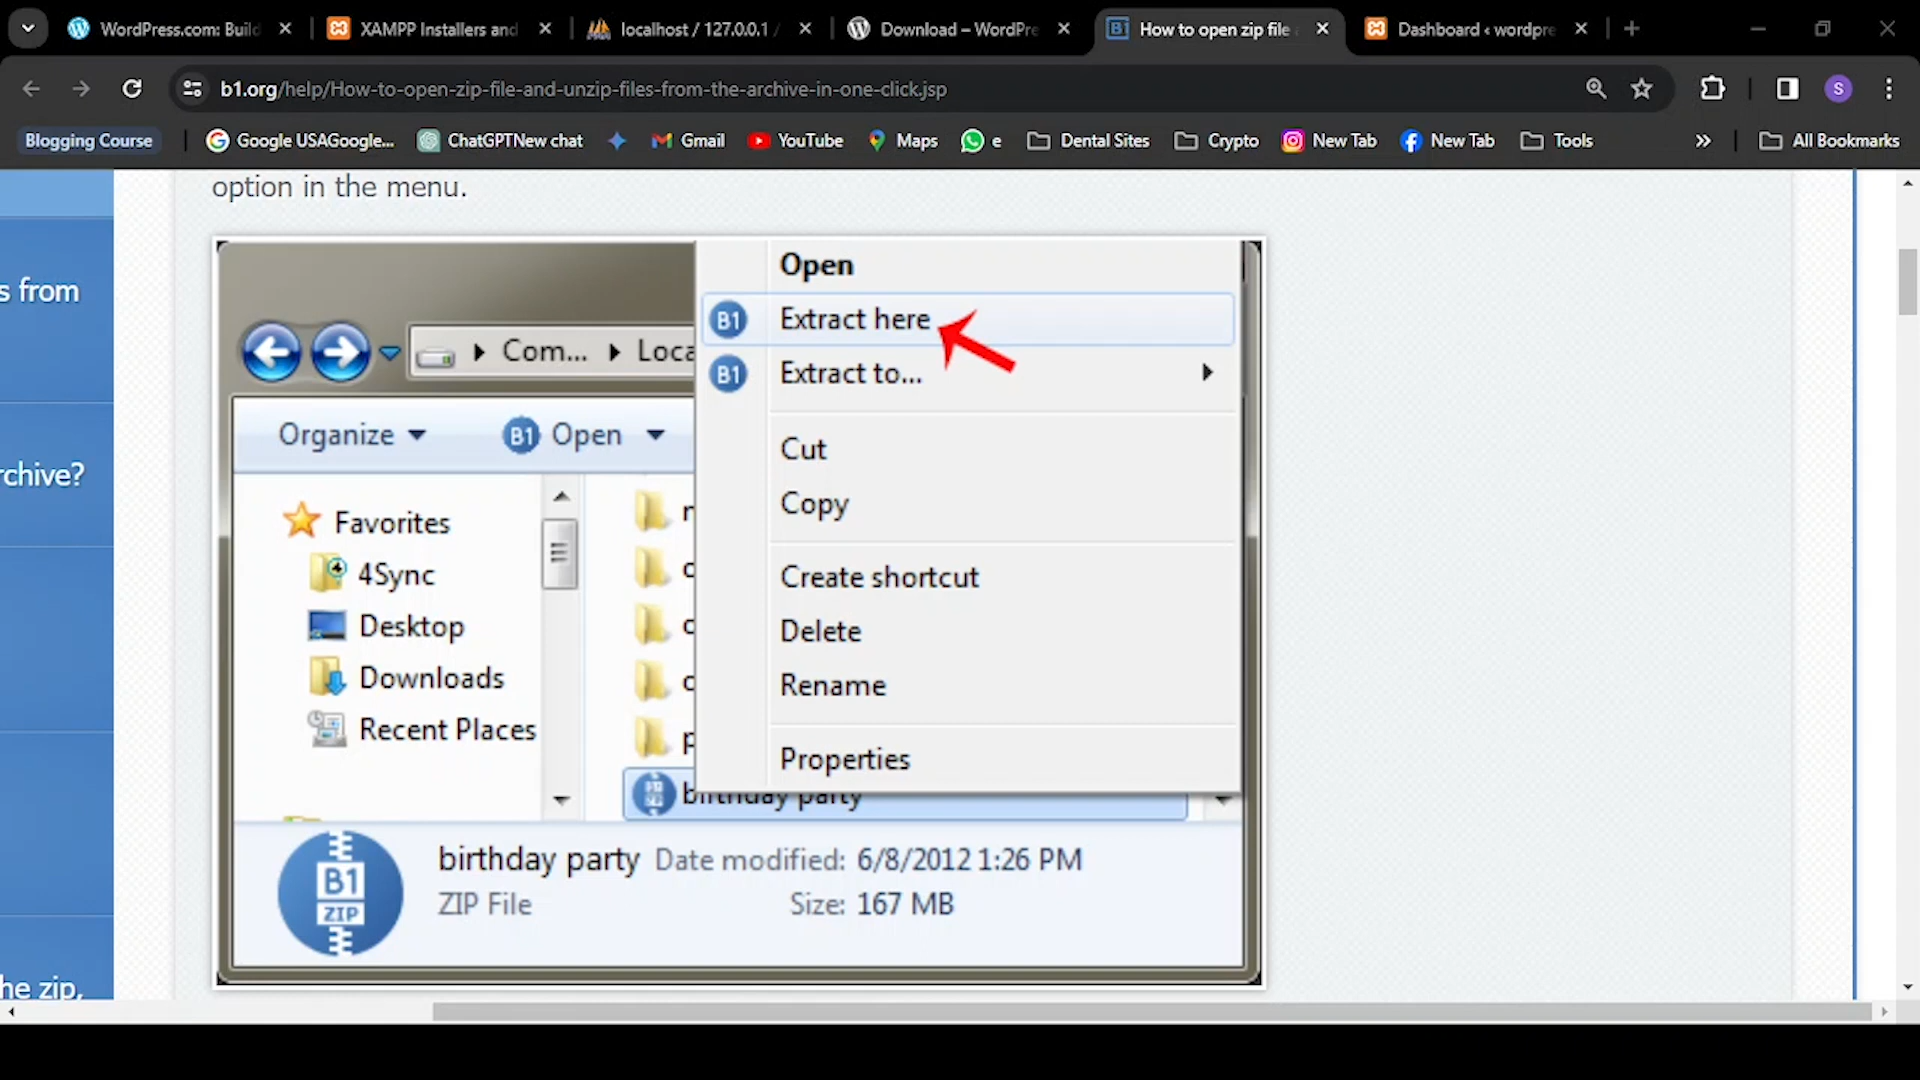 WordPress.com: Build
XAMPP Installers and
localhost / 127.0.0.1 /
Download – WordPre
How to open zip file
Dashboard ‹ wordpre
b1.org/help/How-to-open-zip-file-and-unzip-files-from-the-archive-in-one-click.jsp
S
Blogging Course
Google USAGoogle...
ChatGPTNew chat
Gmail
YouTube
Maps
e
Dental Sites
Crypto
New Tab
New Tab
Tools
All Bookmarks
option in the menu.
s from
rchive?
he zip,
Com...
Loca
Organize
B1
Open
Favorites
4Sync
Desktop
Downloads
Recent Places
Open
B1 Extract here
B1 Extract to...
Cut
Copy
Create shortcut
Delete
Rename
Properties
birthday party
B1
ZIP
birthday party
Date modified: 6/8/2012 1:26 PM
ZIP File
Size: 167 MB